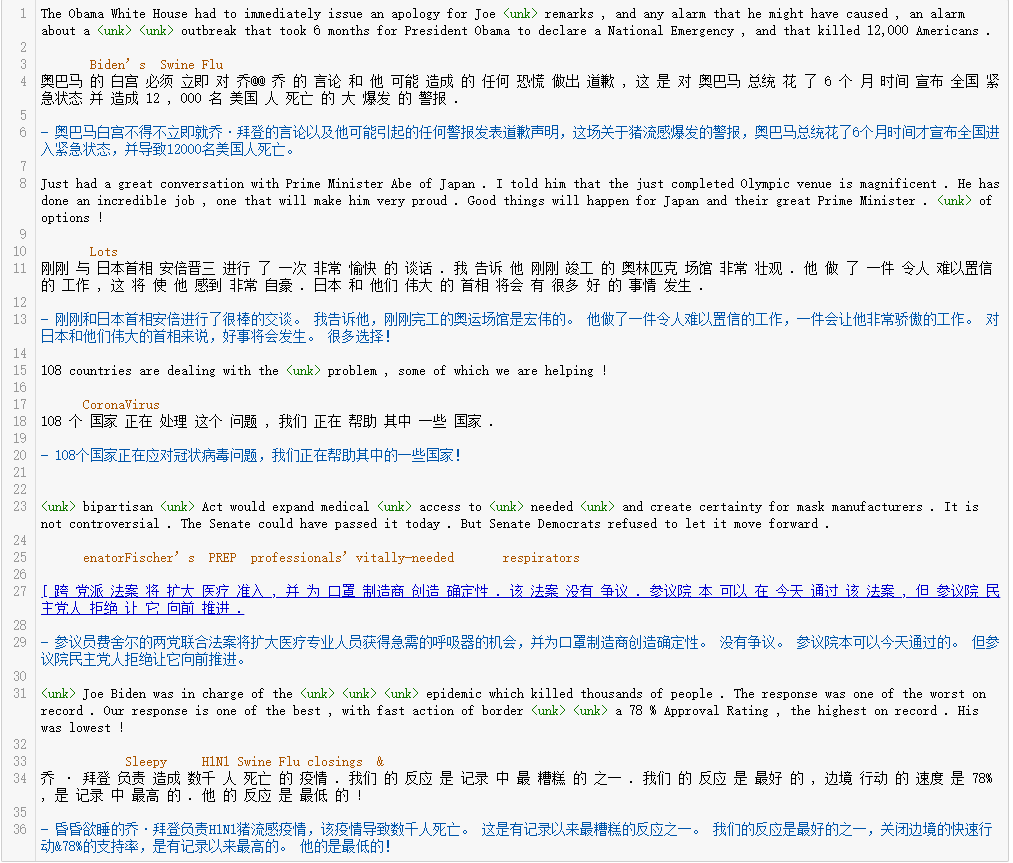 1 The Obama White House had to immediately issue an apology for Joe <unk> remarks , and any alarm that he might have caused , an alarm
about a <unk> <unk> outbreak that took 6 months for President Obama to declare a National Emergency , and that killed 12,000 Americans .
2
3 Biden's Swine Flu
4 奥巴马 的 白宫 必须 立即 对 乔@@ 乔 的 言论 和 他 可能 造成 的 任何 恐慌 做出 道歉 , 这 是 对 奥巴马 总统 花 了 6 个 月 时间 宣布 全国 紧
急状态 并 造成 12 , 000 名 美国 人 死亡 的 大 爆发 的 警报 .
5
6 - 奥巴马白宫不得不立即就乔·拜登的言论以及他可能引起的任何警报发表道歉声明，这场关于猪流感爆发的警报，奥巴马总统花了6个月时间才宣布全国进
入紧急状态，并导致12000名美国人死亡。
7
8 Just had a great conversation with Prime Minister Abe of Japan . I told him that the just completed Olympic venue is magnificent . He has
done an incredible job , one that will make him very proud . Good things will happen for Japan and their great Prime Minister . <unk> of
options !
9
10 Lots
11 刚刚 与 日本首相 安倍晋三 进行 了 一次 非常 愉快 的 谈话 . 我 告诉 他 刚刚 竣工 的 奥林匹克 场馆 非常 壮观 . 他 做 了 一件 令人 难以置信
的 工作 , 这 将 使 他 感到 非常 自豪 . 日本 和 他们 伟大 的 首相 将会 有 很多 好 的 事情 发生 .
12
13 - 刚刚和日本首相安倍进行了很棒的交谈。 我告诉他，刚刚完工的奥运场馆是宏伟的。 他做了一件令人难以置信的工作，一件会让他非常骄傲的工作。 对
日本和他们伟大的首相来说，好事将会发生。 很多选择！
14
15 108 countries are dealing with the <unk> problem , some of which we are helping !
16
17 CoronaVirus
18 108 个 国家 正在 处理 这个 问题 , 我们 正在 帮助 其中 一些 国家 .
19
20 - 108个国家正在应对冠状病毒问题，我们正在帮助其中的一些国家！
21
22
23 <unk> bipartisan <unk> Act would expand medical <unk> access to <unk> needed <unk> and create certainty for mask manufacturers . It is
not controversial . The Senate could have passed it today . But Senate Democrats refused to let it move forward .
24
25 enatorFischer's PREP professionals' vitally-needed respirators
26
27 [ 跨 党派 法案 将 扩大 医疗 准入 , 并 为 口罩 制造商 创造 确定性 . 该 法案 没有 争议 . 参议院 本 可以 在 今天 通过 该 法案 , 但 参议院 民
主党人 拒绝 让 它 向前 推进 .
28
29 - 参议员费舍尔的两党联合法案将扩大医疗专业人员获得急需的呼吸器的机会，并为口罩制造商创造确定性。 没有争议。 参议院本可以今天通过的。 但参
议院民主党人拒绝让它向前推进。
30
31 <unk> Joe Biden was in charge of the <unk> <unk> <unk> epidemic which killed thousands of people . The response was one of the worst on
record . Our response is one of the best , with fast action of border <unk> <unk> a 78 % Approval Rating , the highest on record . His
was lowest !
32
33 Sleepy H1N1 Swine Flu closings &
34 乔 · 拜登 负责 造成 数千 人 死亡 的 疫情 . 我们 的 反应 是 记录 中 最 糟糕 的 之一 . 我们 的 反应 是 最好 的 , 边境 行动 的 速度 是 78%
, 是 记录 中 最高 的 . 他 的 反应 是 最低 的 !
35
36 - 昏昏欲睡的乔·拜登负责H1N1猪流感疫情，该疫情导致数千人死亡。 这是有记录以来最糟糕的反应之一。 我们的反应是最好的之一，关闭边境的快速行
动&78%的支持率，是有记录以来最高的。 他的是最低的！